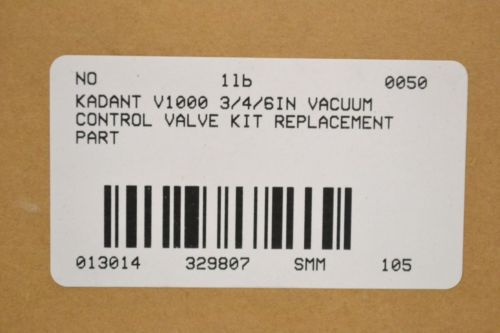 NO 1lb 0050
KADANT V1000 3/4/6IN VACUUM
CONTROL VALVE KIT REPLACEMENT
PART
013014 329807 SMM 105